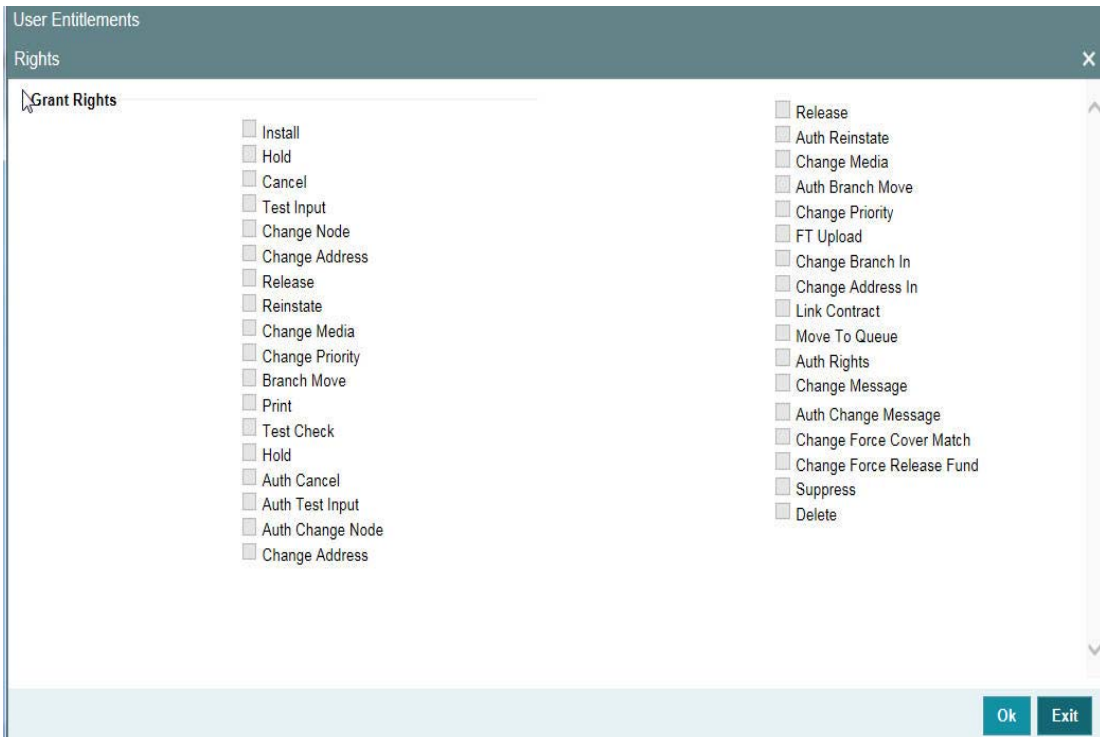 User Entitlements
Rights
Grant Rights
Install
Hold
Cancel
Test Input
Change Node
Change Address
Release
Reinstate
Change Media
Change Priority
Branch Move
Print
Test Check
Hold
Auth Cancel
Auth Test Input
Auth Change Node
Change Address
Release
Auth Reinstate
Change Media
Auth Branch Move
Change Priority
FT Upload
Change Branch In
Change Address In
Link Contract
Move To Queue
Auth Rights
Change Message
Auth Change Message
Change Force Cover Match
Change Force Release Fund
Suppress
Delete
Ok Exit